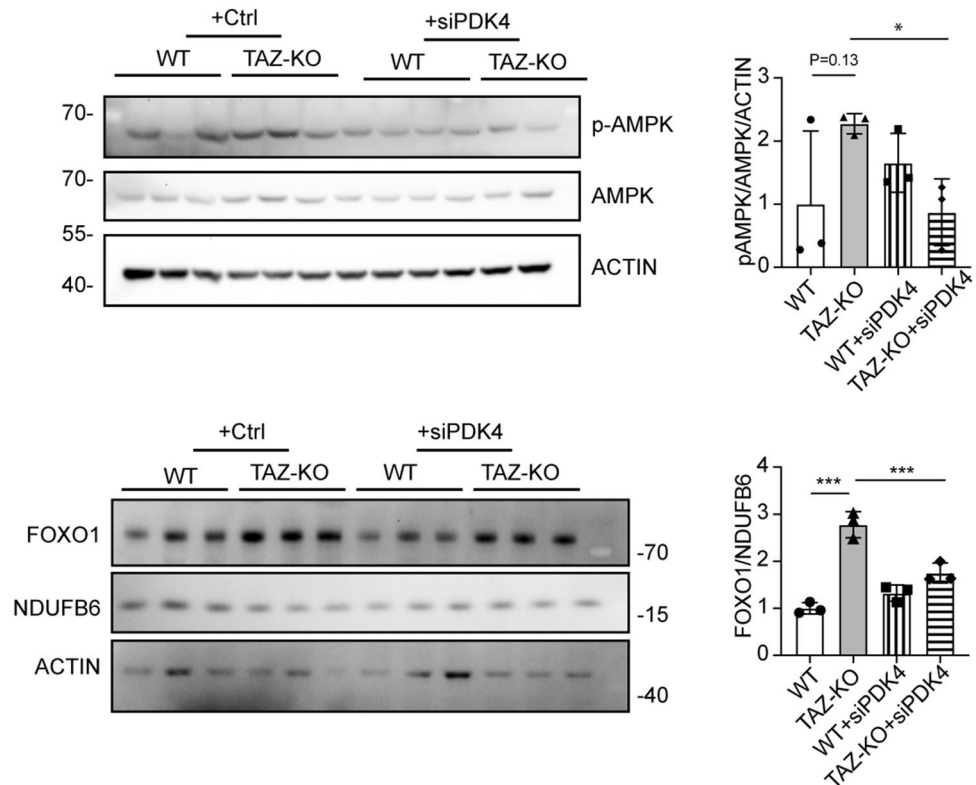 +Ctrl +siPDK4
WT TAZ-KO WT TAZ-KO
70- p-AMPK
70- AMPK
55-
40- ACTIN
*
P=0.13
3
2
1
0
pAMPK/AMPK/ACTIN
WT
TAZ-KO
WT+siPDK4
TAZ-KO+siPDK4
+Ctrl +siPDK4
WT TAZ-KO WT TAZ-KO
FOXO1 -70
NDUFB6 -15
ACTIN -40
*** ***
4
3
2
1
0
FOXO1/NDUFB6
WT
TAZ-KO
WT+siPDK4
TAZ-KO+siPDK4